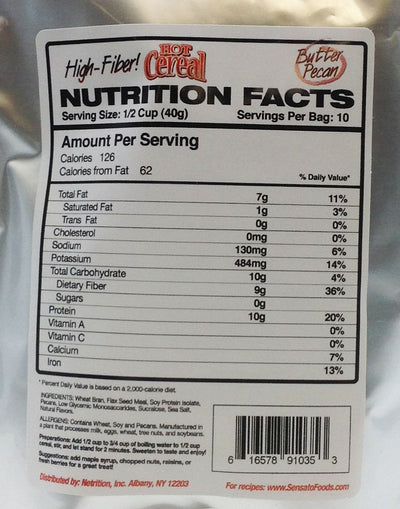 High-Fiber! HOT Cereal
Butter Pecan
NUTRITION FACTS
Serving Size: 1/2 Cup (40g) Servings Per Bag: 10
Amount Per Serving
Calories 126
Calories from Fat 62
% Daily Value*
Total Fat 7g 11%
Saturated Fat 1g 3%
Trans Fat 0g 0%
Cholesterol 0mg 0%
Sodium 130mg 6%
Potassium 484mg 14%
Total Carbohydrate 10g 4%
Dietary Fiber 9g 36%
Sugars 0g
Protein 10g 20%
Vitamin A 0%
Vitamin C 0%
Calcium 7%
Iron 13%
*Percent Daily Value is based on a 2,000-calorie diet.
INGREDIENTS: Wheat Bran, Flax Seed Meal, Soy Protein Isolate,
Pecans, Low Glycemic Monosaccarides, Sucralose, Sea Salt,
Natural Flavors.
ALLERGENS: Contains Wheat, Soy and Pecans. Manufactured in
a plant that processes milk, eggs, wheat, tree nuts, and soybeans.
Preparations: Add 1/2 cup to 3/4 cup of boiling water to 1/2 cup
cereal, stir, and let stand for 2 minutes. Sweeten to taste and enjoy!
Suggestions: add maple syrup, chopped nuts, raisins, or
fresh berries for a great treat!
Distributed by: Netrition, Inc. Albany, NY 12203
6 16578 91035 3
For recipes: www.SensatoFoods.com